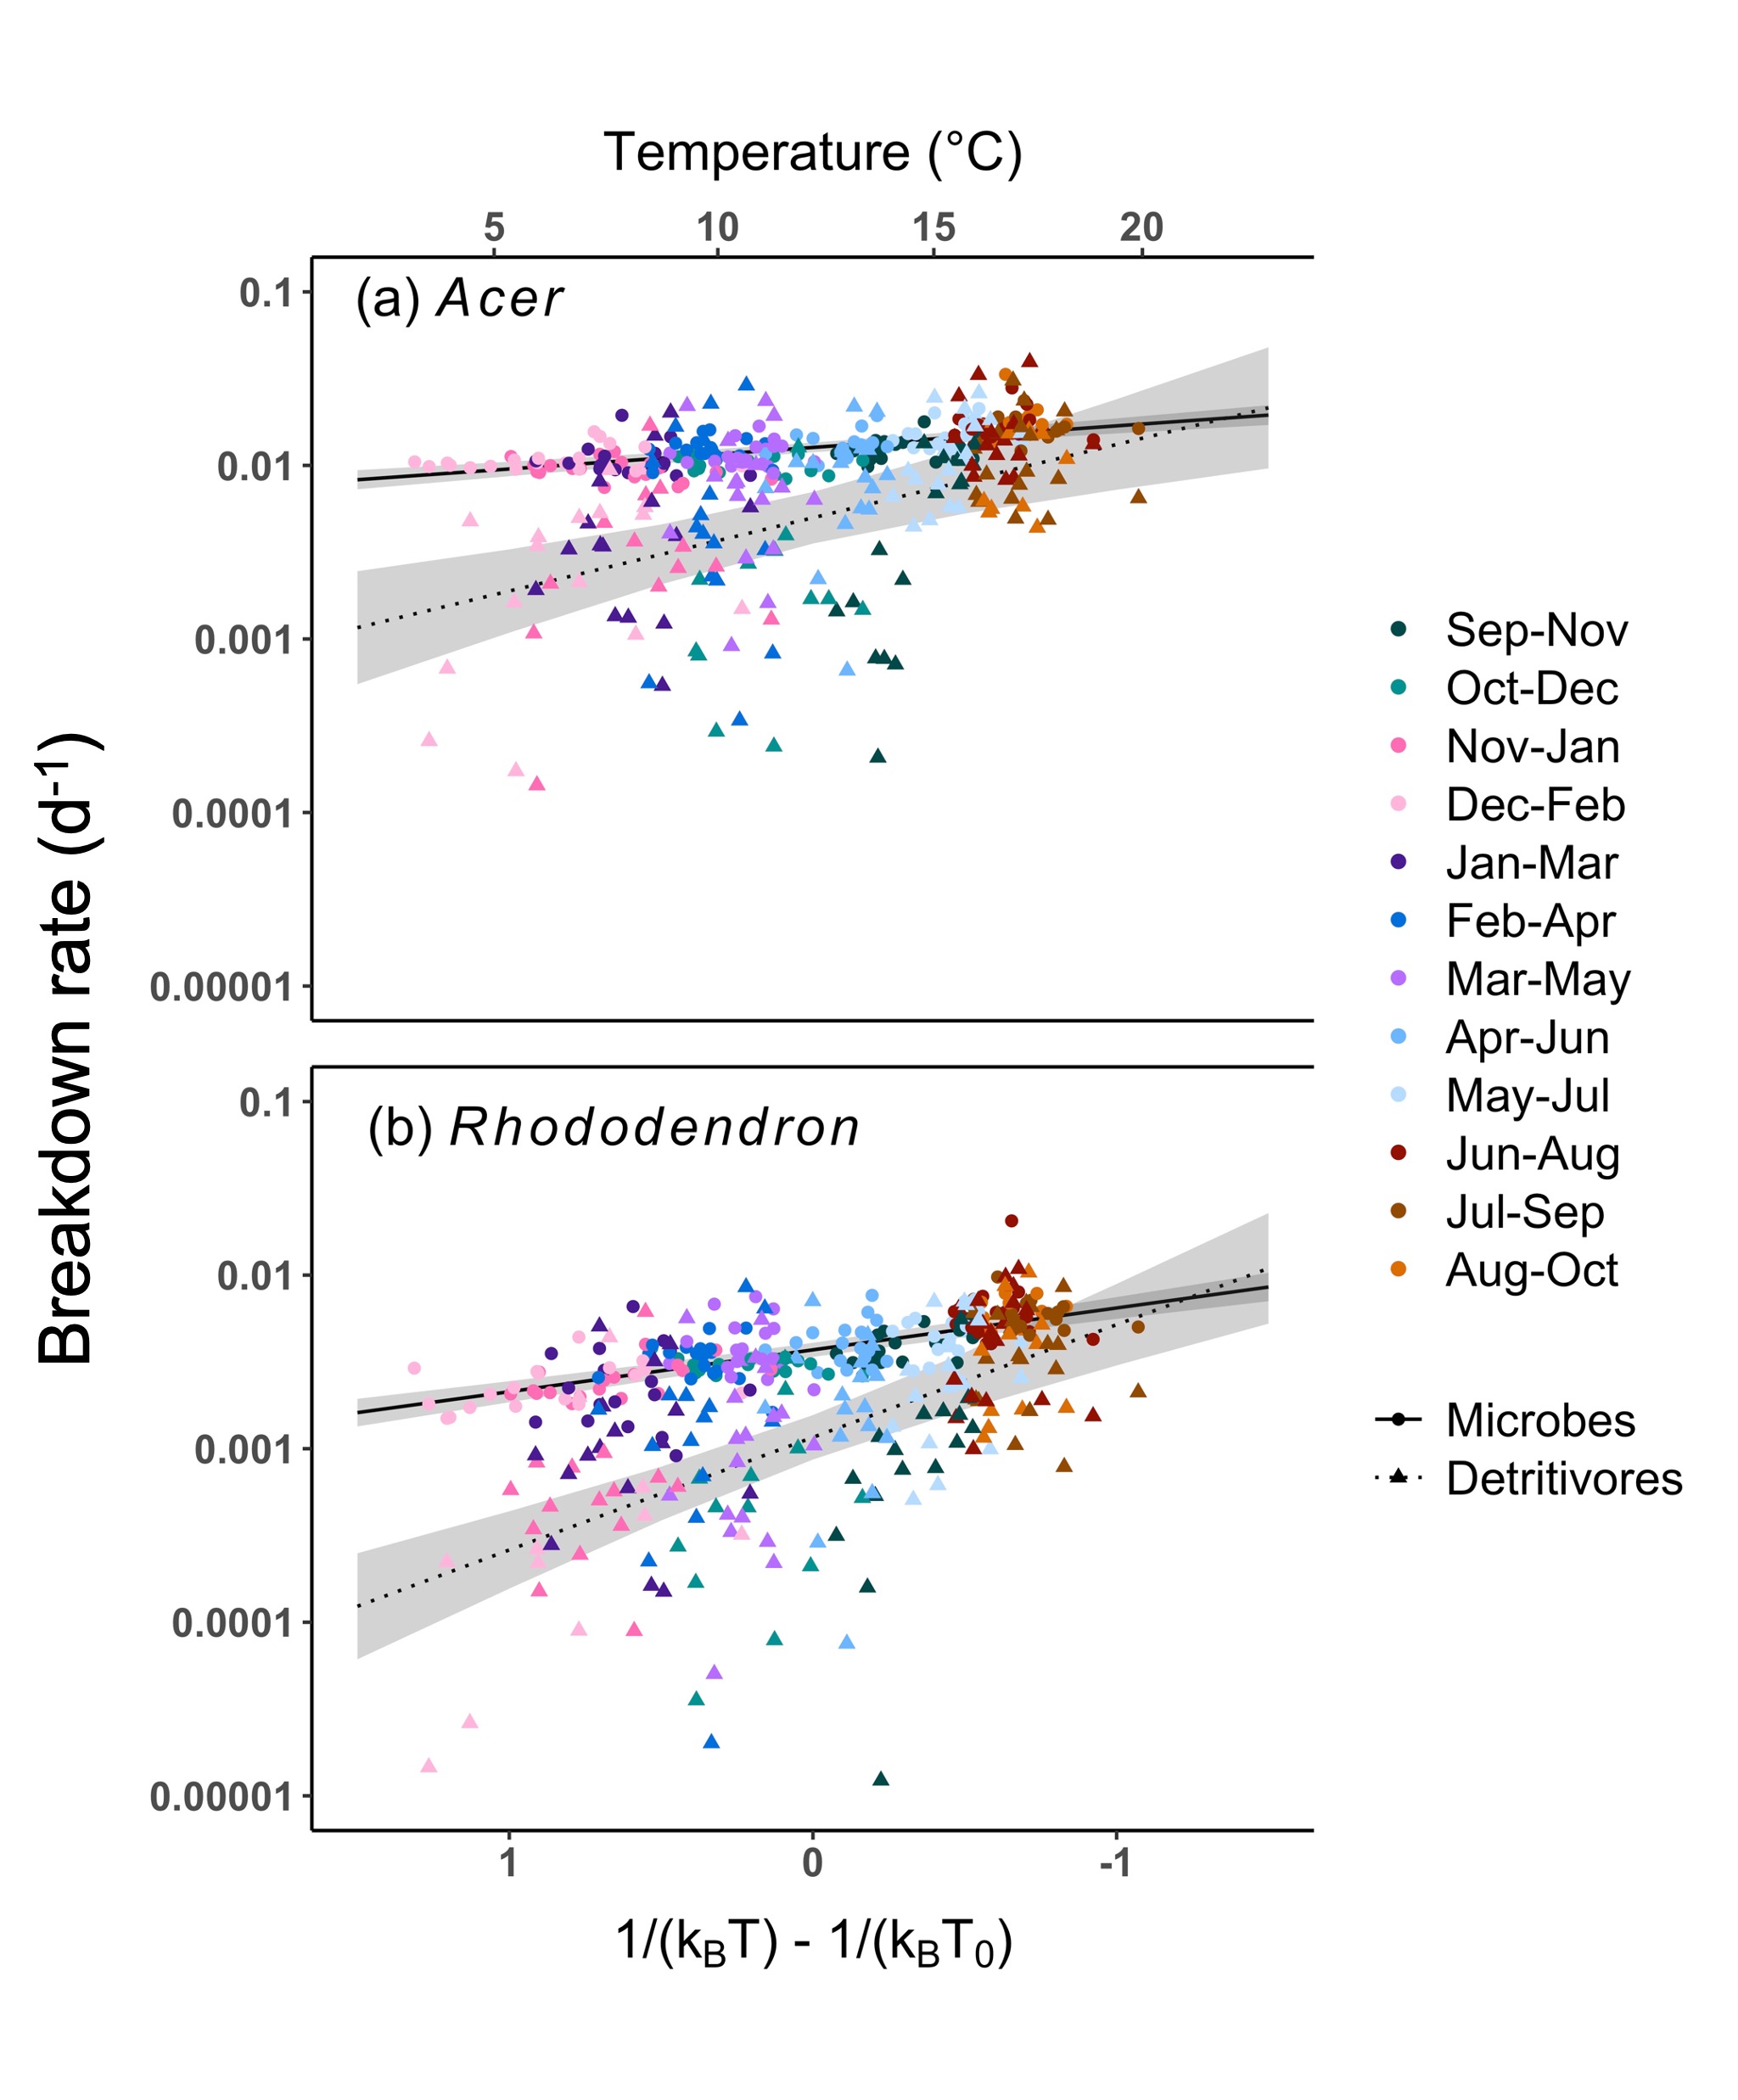 Temperature (°C)
5 10 15 20
(a) Acer
0.1
0.01
0.001
0.0001
0.00001
Breakdown rate (d-1)
(b) Rhododendron
0.1
0.01
0.001
0.0001
0.00001
1 0 -1
1/(kBT) - 1/(kBT0)
Sep-Nov
Oct-Dec
Nov-Jan
Dec-Feb
Jan-Mar
Feb-Apr
Mar-May
Apr-Jun
May-Jul
Jun-Aug
Jul-Sep
Aug-Oct
Microbes
Detritivores